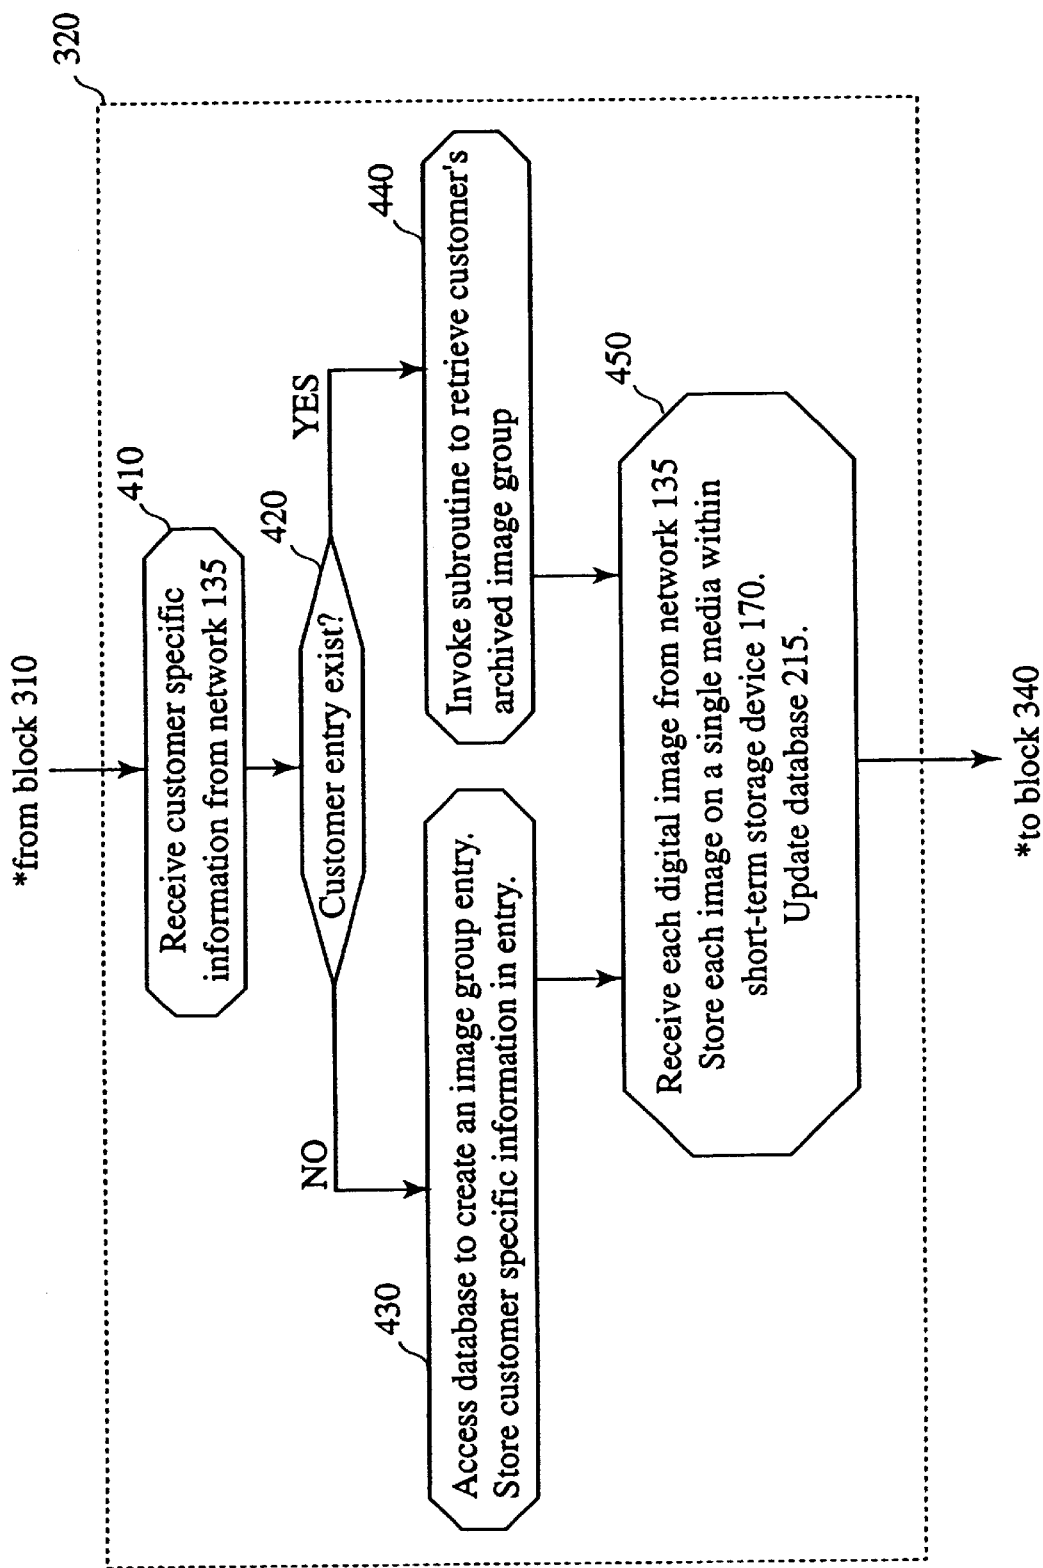 *from block 310
320
410
Receive customer specific
information from network 135
420
Customer entry exist?
NO
YES
430
Access database to create an image group entry.
Store customer specific information in entry.
440
Invoke subroutine to retrieve customer's
archived image group
450
Receive each digital image from network 135
Store each image on a single media within
short-term storage device 170.
Update database 215.
*to block 340